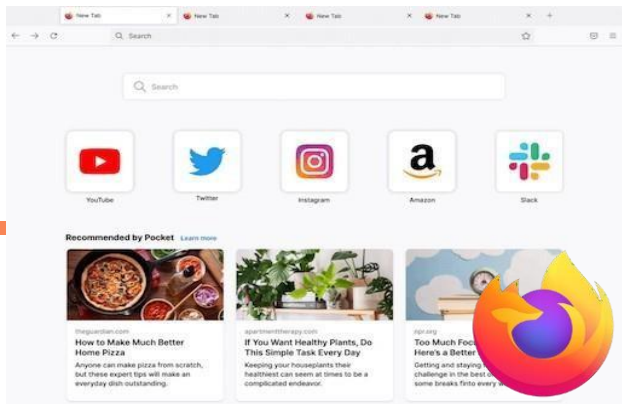 New Tab
New Tab
New Tab
New Tab
Search
Search
YouTube
Twitter
Instagram
a
Amazon
Slack
Recommended by Pocket Learn more
theguardian.com
How to Make Much Better
Home Pizza
Anyone can make pizza from scratch,
but these expert tips will make an
everyday dish outstanding.
apartmenttherapy.com
If You Want Healthy Plants, Do
This Simple Task Every Day
Keeping your houseplants their
healthiest can seem at times to be a
complicated endeavor.
npr.org
Too Much
Here's a Better
Getting and staying
challenge in the best
some breaks finto every